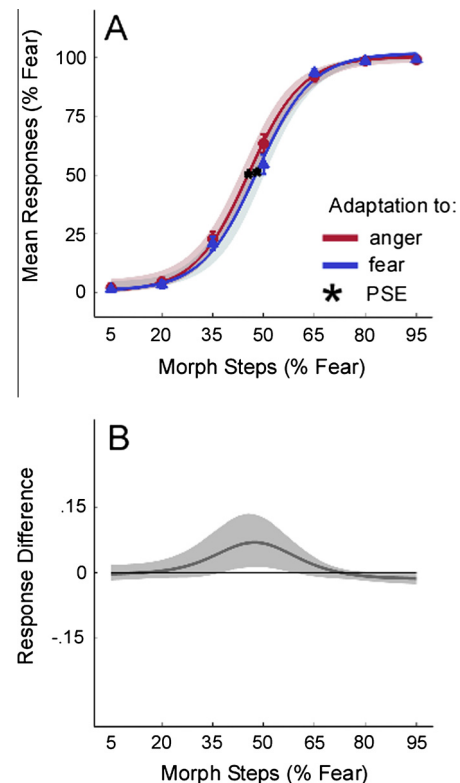 A
Mean Responses (% Fear)
100
75
50
25
0
Adaptation to:
anger
fear
* PSE
5 20 35 50 65 80 95
Morph Steps (% Fear)
B
Response Difference
.15
0
-.15
5 20 35 50 65 80 95
Morph Steps (% Fear)